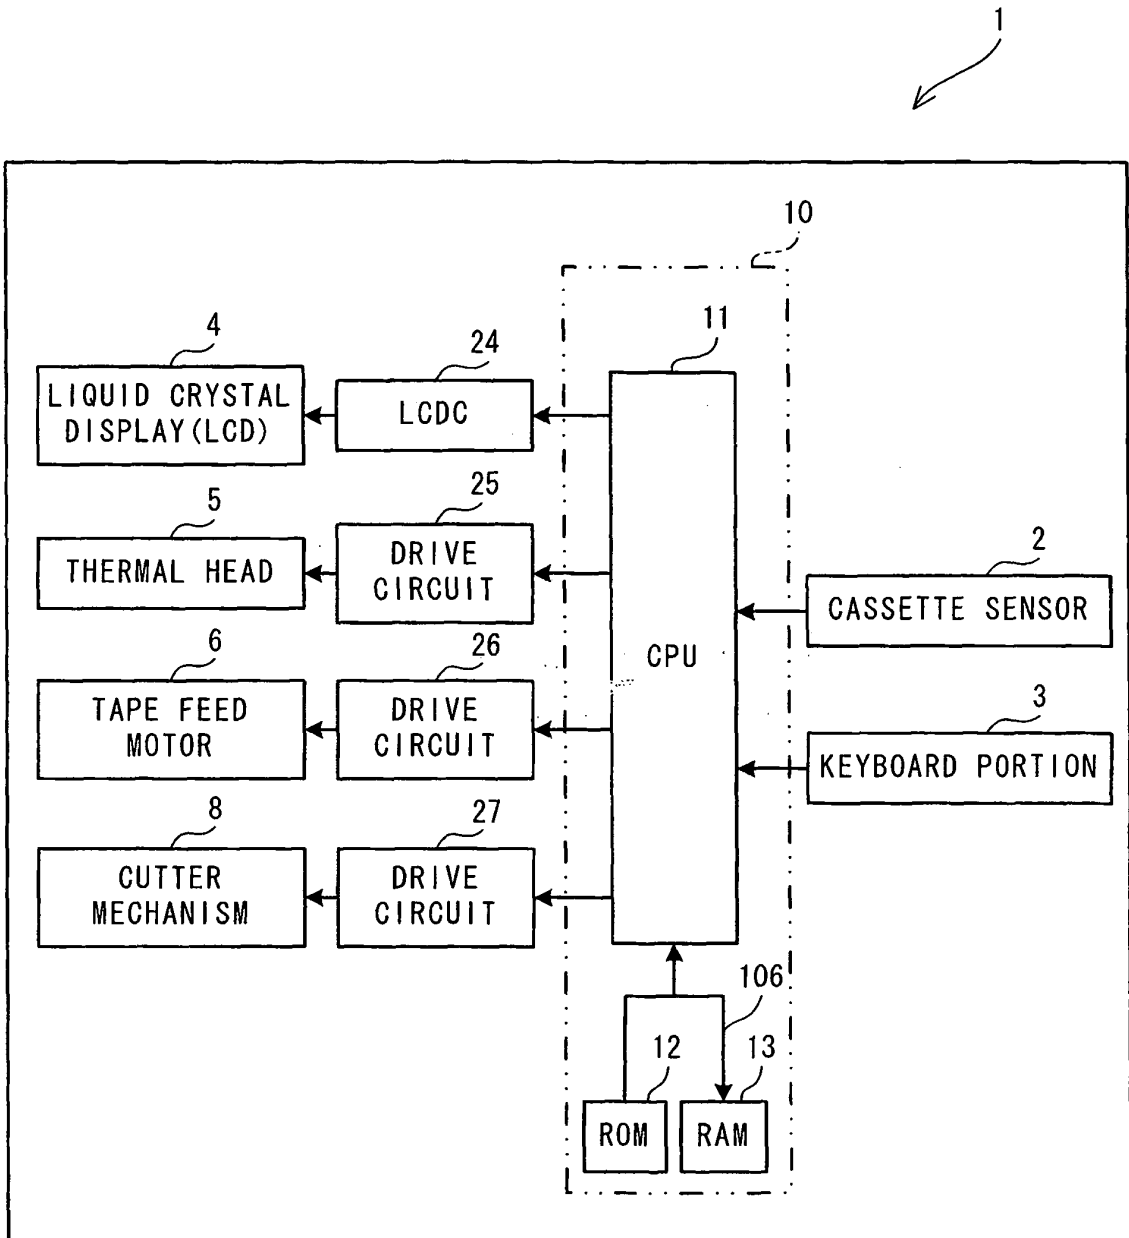 1
10
11
4
24
LIQUID CRYSTAL
DISPLAY(LCD)
LCDC
5
25
THERMAL HEAD
DRIVE
CIRCUIT
2
CASSETTE SENSOR
CPU
6
26
TAPE FEED
MOTOR
DRIVE
CIRCUIT
3
KEYBOARD PORTION
8
27
CUTTER
MECHANISM
DRIVE
CIRCUIT
106
12
13
ROM
RAM